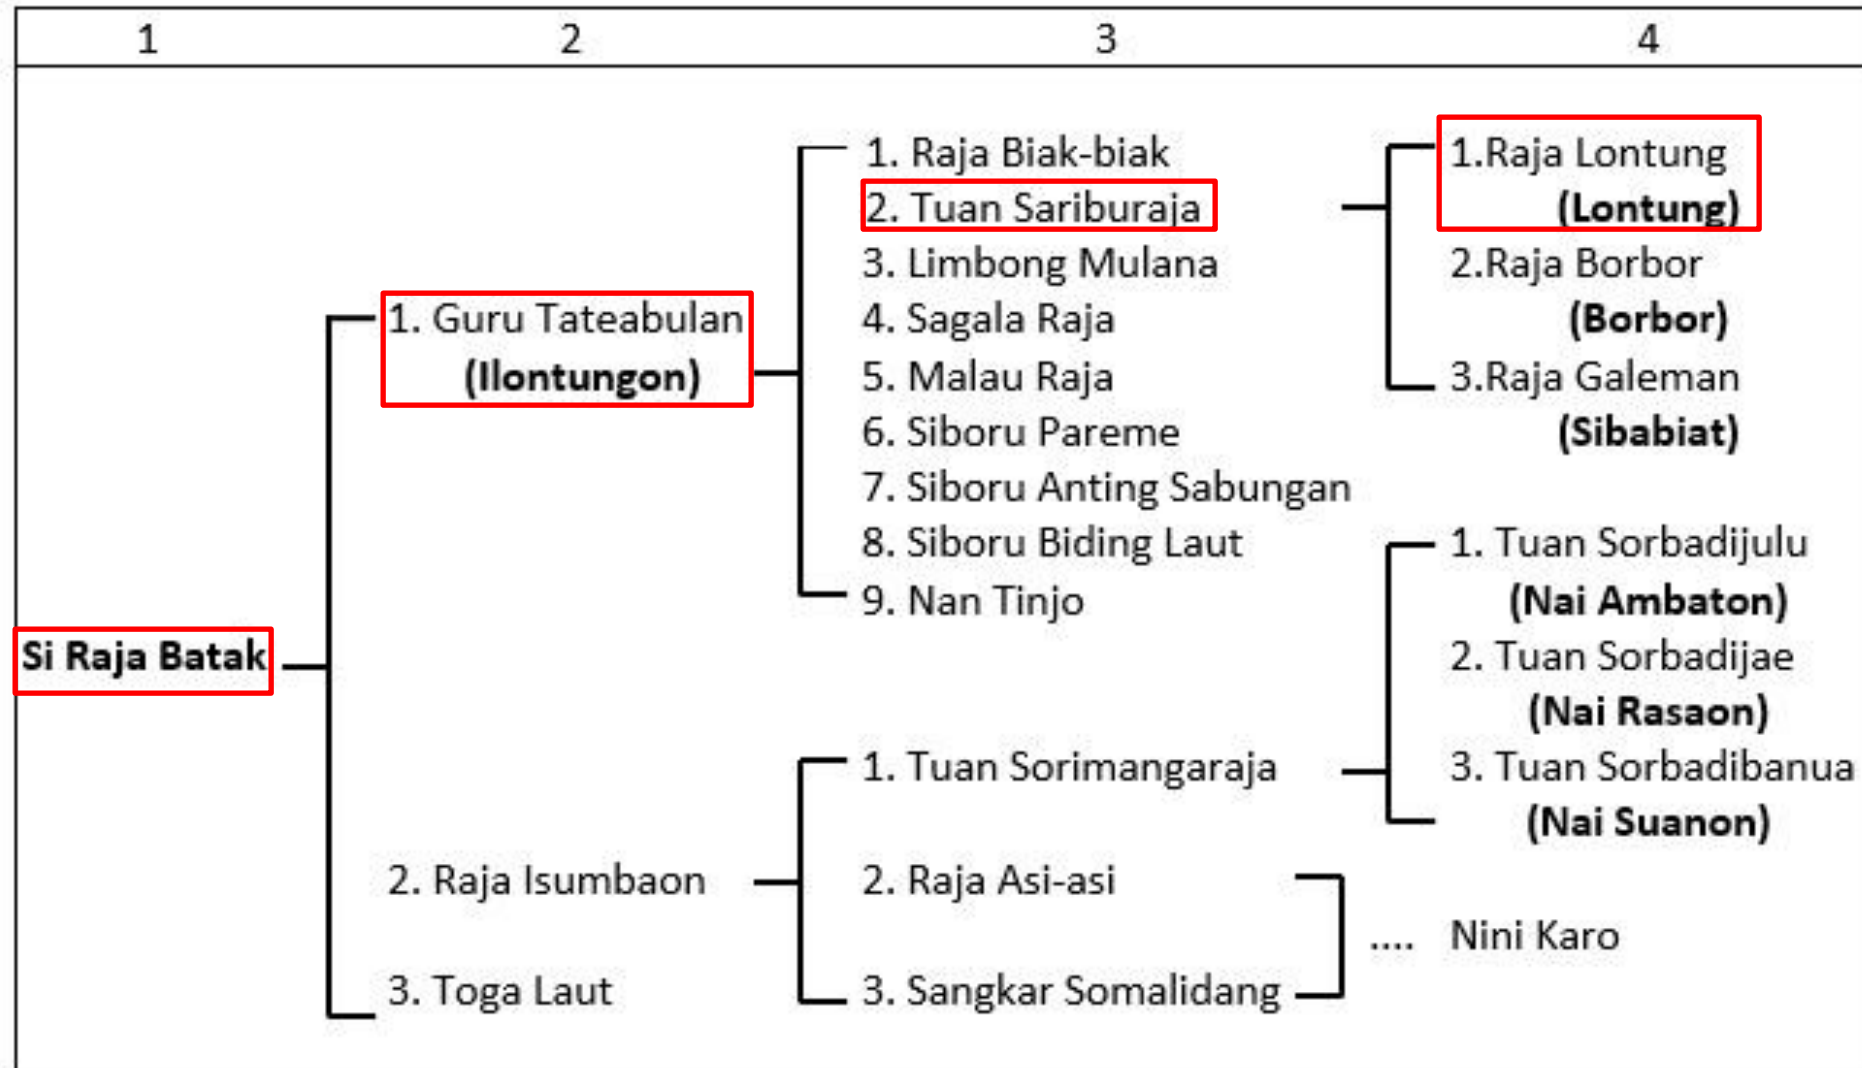 1 2 3 4
1. Raja Biak-biak
2. Tuan Sariburaja
3. Limbong Mulana
4. Sagala Raja
5. Malau Raja
6. Siboru Pareme
7. Siboru Anting Sabungan
8. Siboru Biding Laut
9. Nan Tinjo
1.Raja Lontung
(Lontung)
2.Raja Borbor
(Borbor)
3.Raja Galeman
(Sibabiat)
1. Guru Tateabulan
(Ilontungon)
Si Raja Batak
1. Tuan Sorbadijulu
(Nai Ambaton)
2. Tuan Sorbadijae
(Nai Rasaon)
3. Tuan Sorbadibanua
(Nai Suanon)
1. Tuan Sorimangaraja
2. Raja Isumbaon
2. Raja Asi-asi
.... Nini Karo
3. Toga Laut
3. Sangkar Somalidang